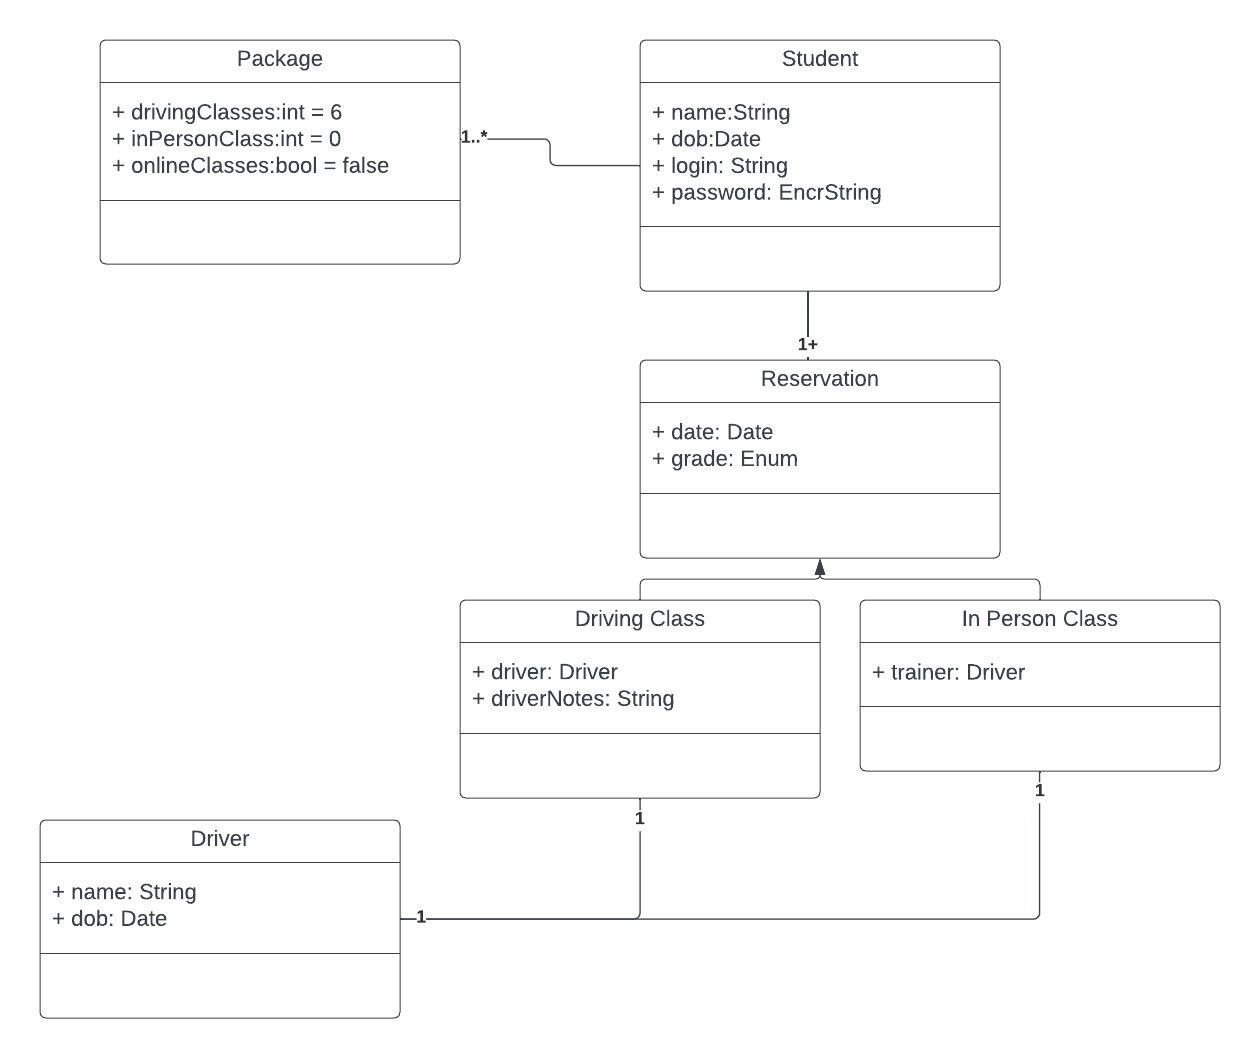 Package
+ drivingClasses:int = 6
+ inPersonClass:int = 0
+ onlineClasses:bool = false
1..*
Student
+ name:String
+ dob:Date
+ login: String
+ password: EncrString
1+
Reservation
+ date: Date
+ grade: Enum
Driving Class
+ driver: Driver
+ driverNotes: String
1
In Person Class
+ trainer: Driver
1
Driver
+ name: String
+ dob: Date
1